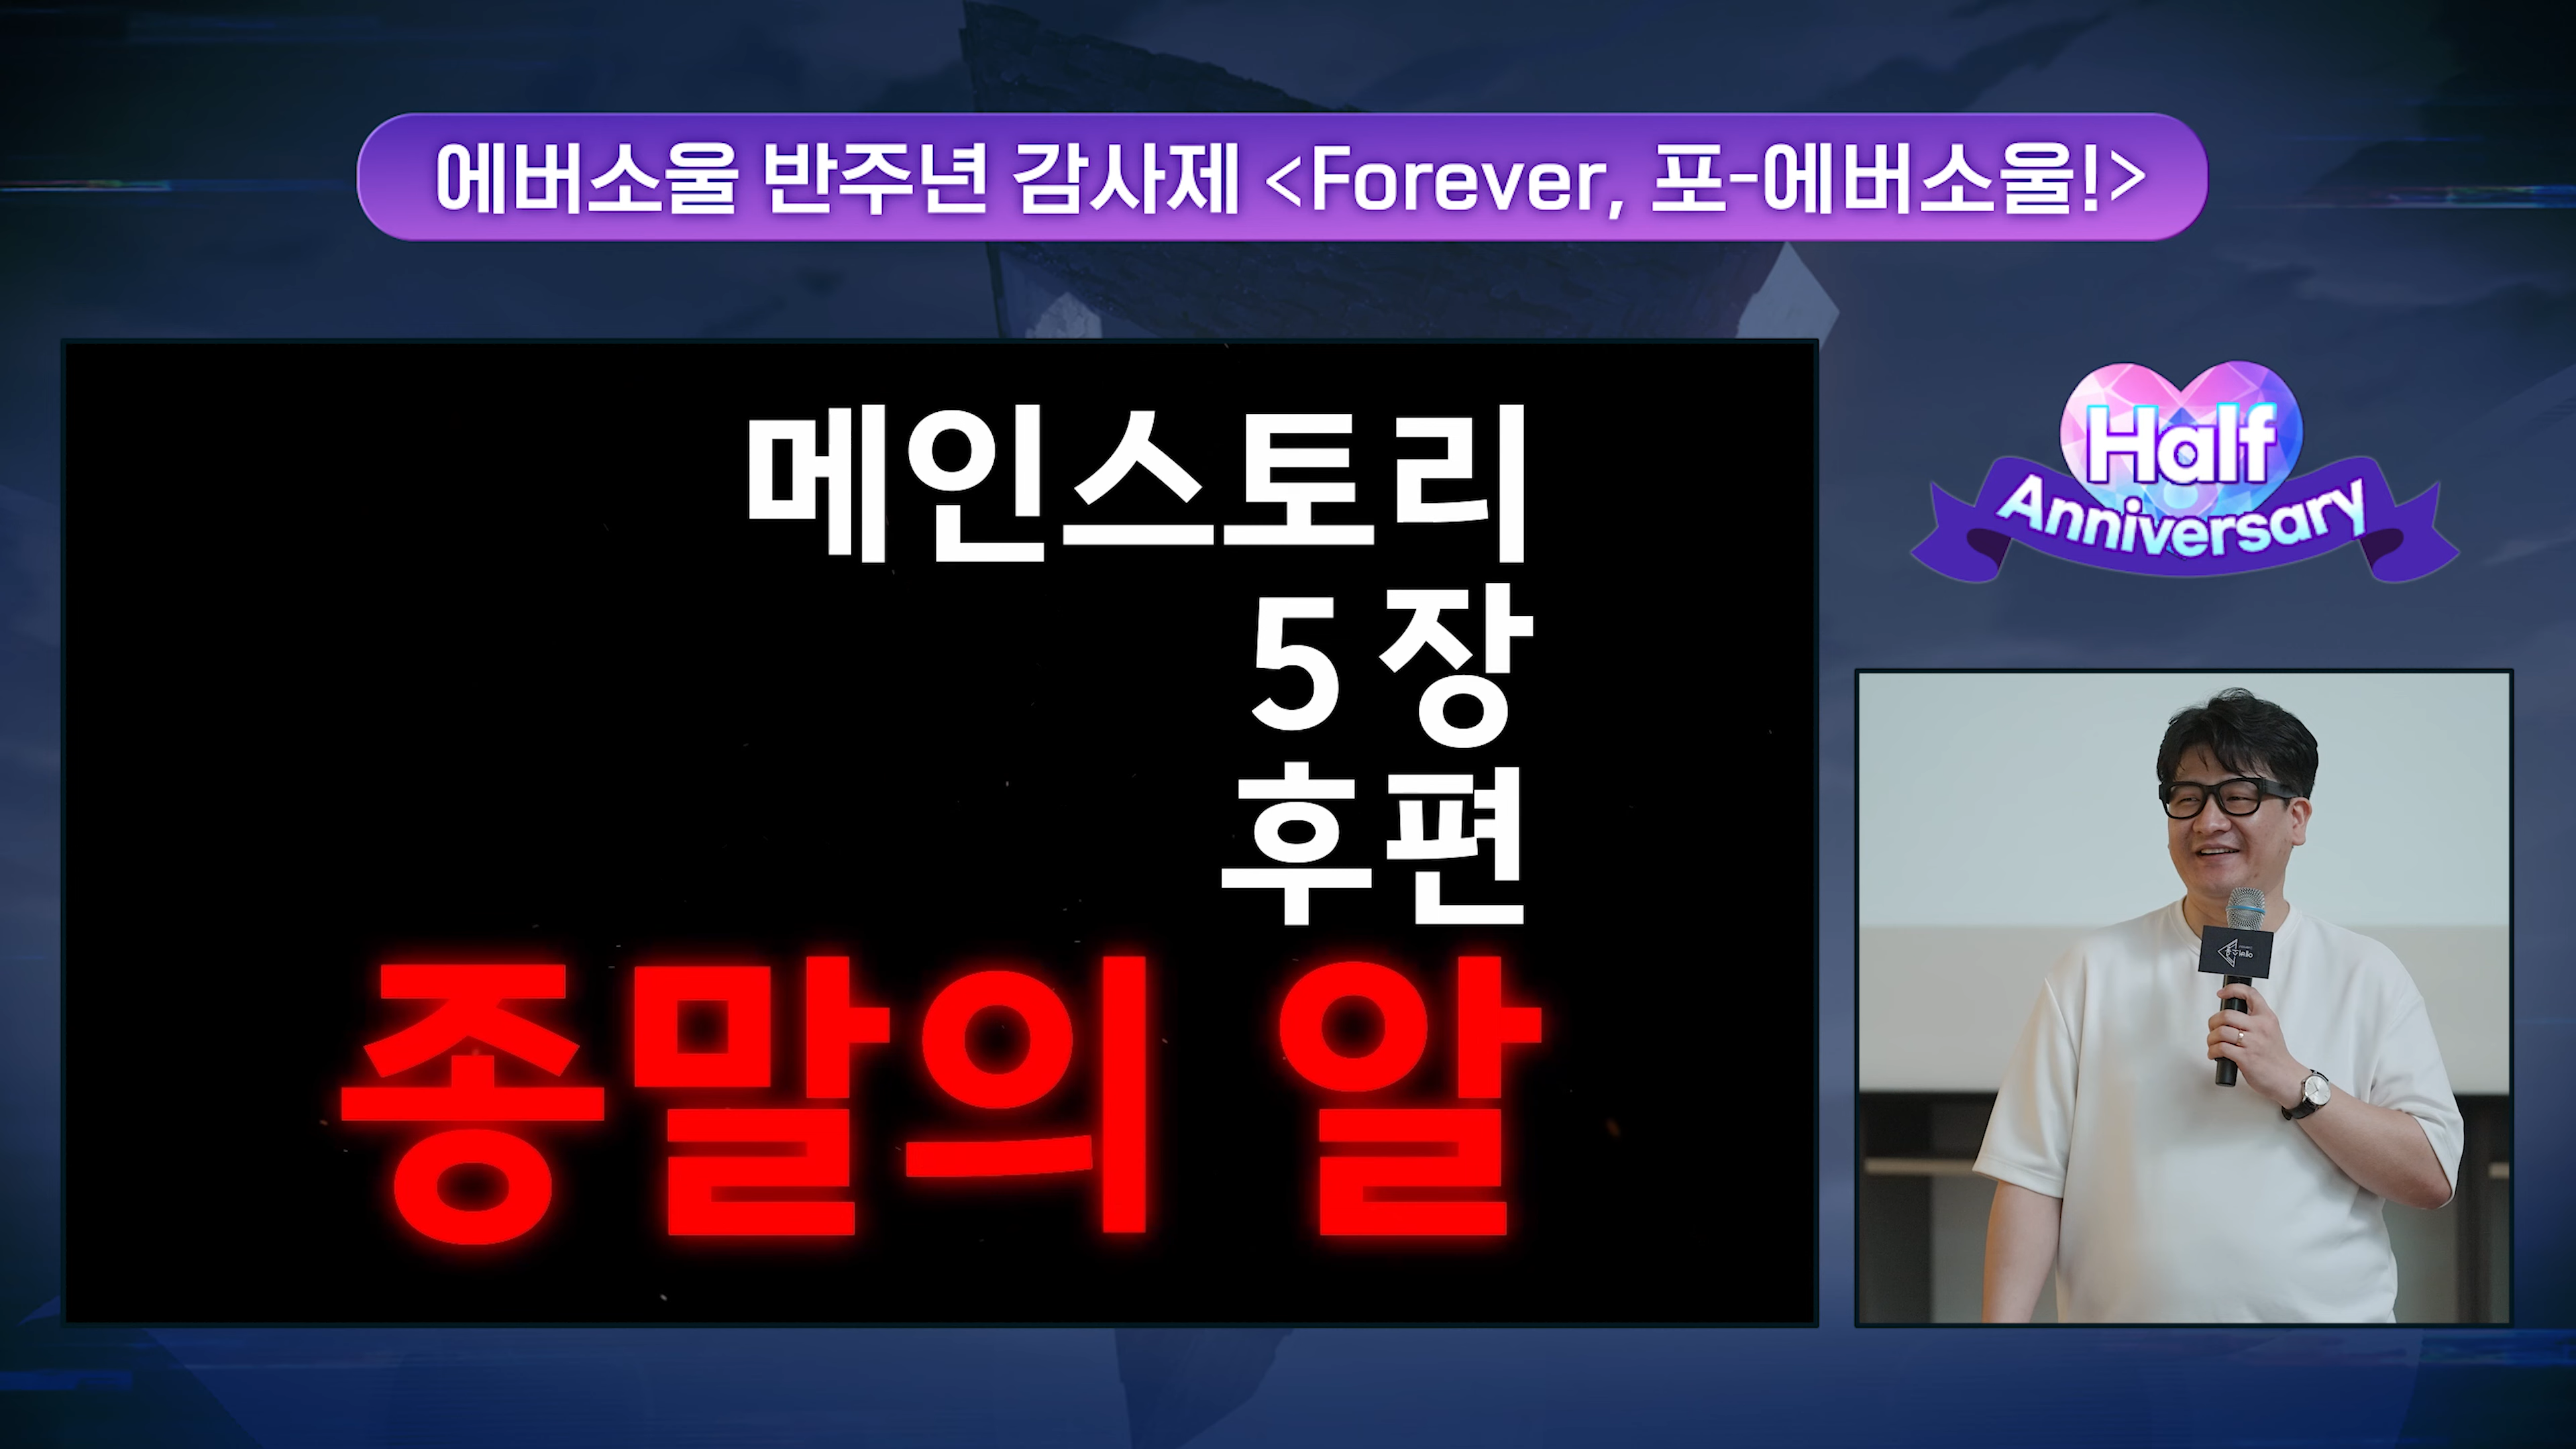 에버소울 반주년 감사제 <Forever, 포-에버소울!>
메인스토리
5장
후편
종말의 알
Half
Anniversary